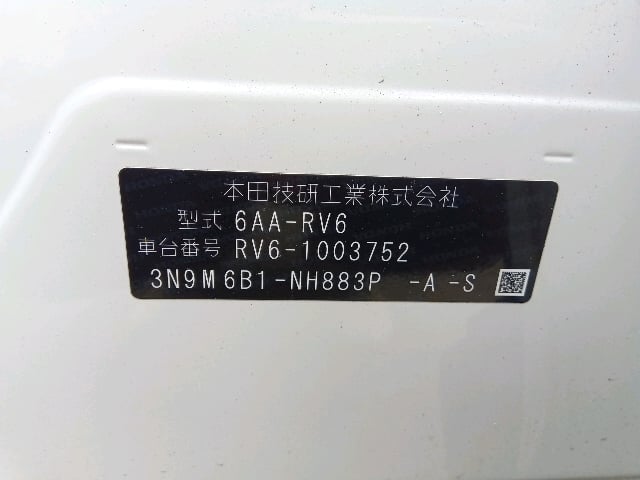 本田技研工業株式会社
型式 6AA-RV6
車台番号 RV6-1003752
3N9M6B1-NH883P -A -S